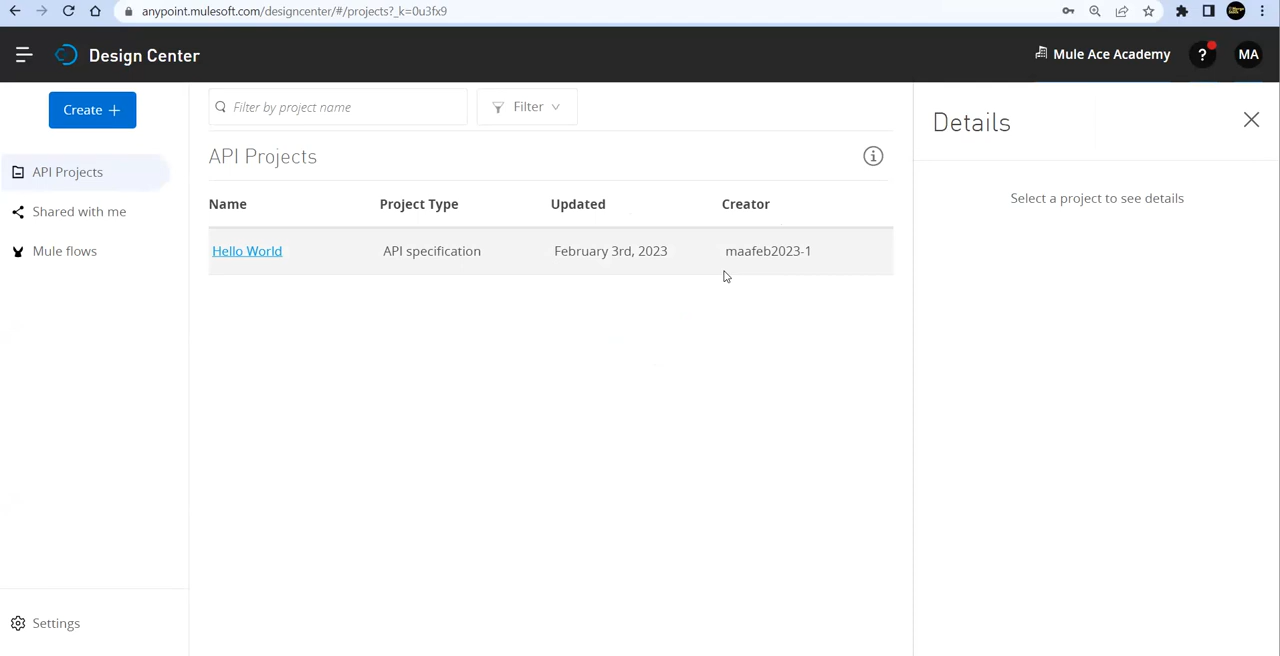 anypoint.mulesoft.com/designcenter/#/projects?_k=0u3fx9
Design Center
Mule Ace Academy
?
MA
Create +
Filter by project name
Filter
Details
API Projects
Shared with me
Mule flows
API Projects
Name Project Type Updated Creator
Hello World API specification February 3rd, 2023 maafeb2023-1
Select a project to see details
Settings